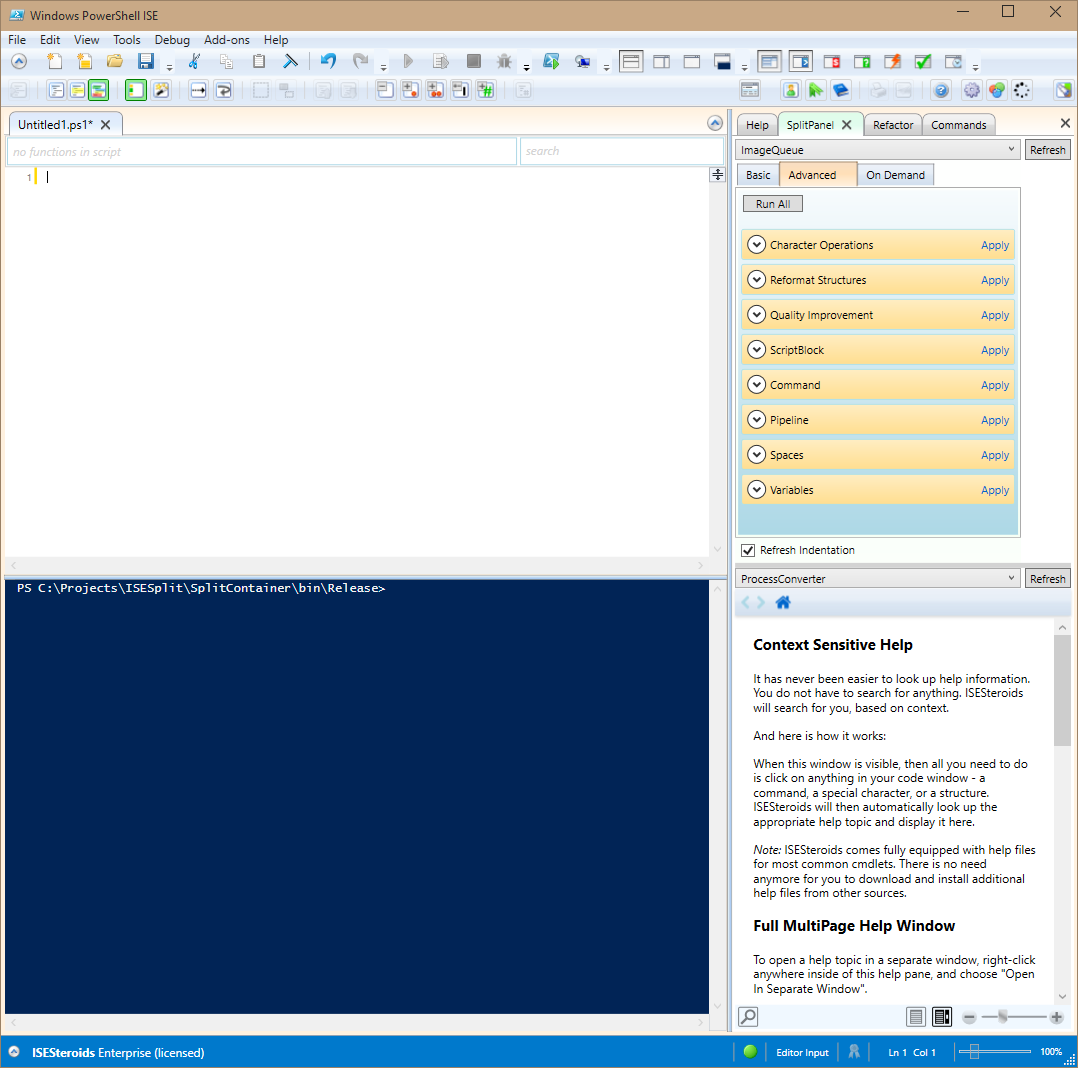 Windows PowerShell ISE
File Edit View Tools Debug Add-ons Help
Untitled1.ps1*
no functions in script
search
1
PS C:\Projects\ISESplit\SplitContainer\bin\Release>
Help SplitPanel Refactor Commands
ImageQueue Refresh
Basic Advanced On Demand
Run All
Character Operations Apply
Reformat Structures Apply
Quality Improvement Apply
ScriptBlock Apply
Command Apply
Pipeline Apply
Spaces Apply
Variables Apply
Refresh Indentation
ProcessConverter Refresh
Context Sensitive Help
It has never been easier to look up help information.
You do not have to search for anything. ISESteroids
will search for you, based on context.
And here is how it works:
When this window is visible, then all you need to do
is click on anything in your code window - a
command, a special character, or a structure.
ISESteroids will then automatically look up the
appropriate help topic and display it here.
Note: ISESteroids comes fully equipped with help files
for most common cmdlets. There is no need
anymore for you to download and install additional
help files from other sources.
Full MultiPage Help Window
To open a help topic in a separate window, right-click
anywhere inside of this help pane, and choose "Open
In Separate Window".
ISESteroids Enterprise (licensed)
Editor Input
Ln 1 Col 1
100%